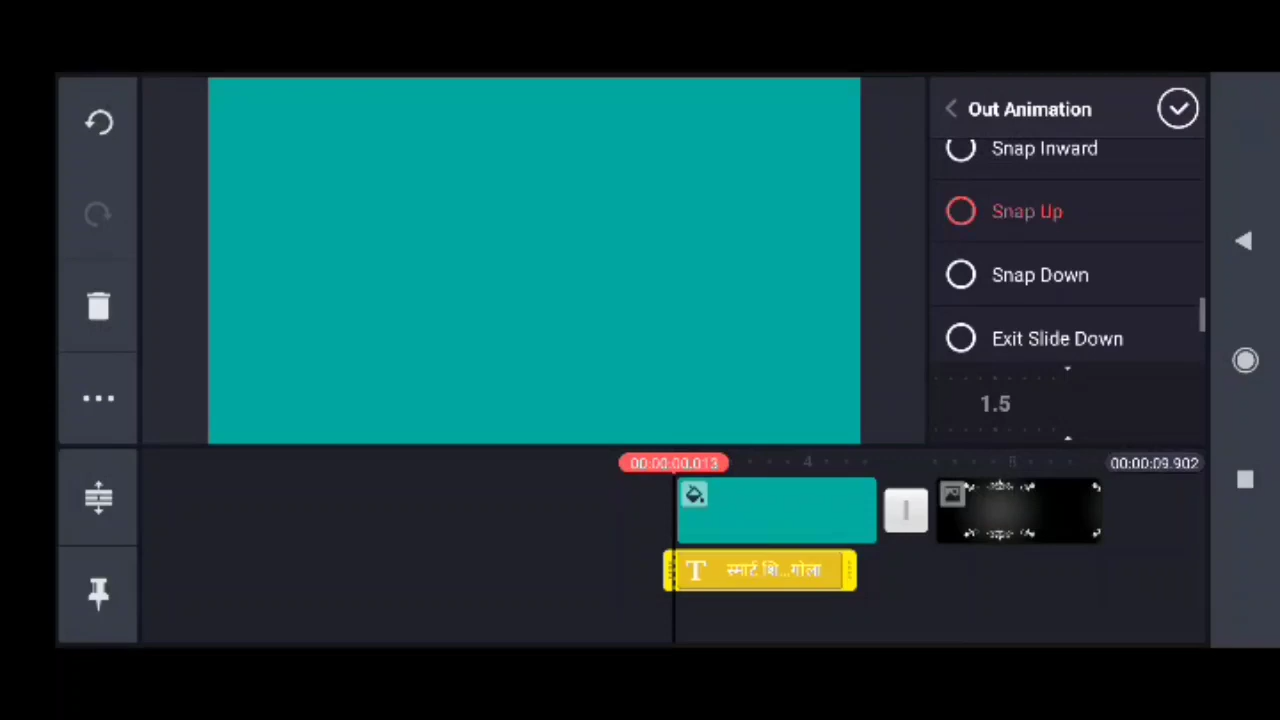 Out Animation
Snap Inward
Snap Up
Snap Down
Exit Slide Down
1.5
00:00:00.013
4
00:00:09.902
T स्मार्ट शि...गोला